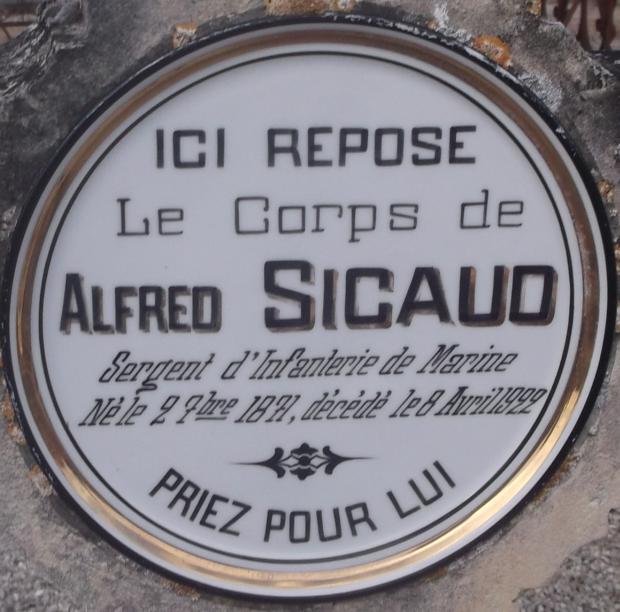 ICI REPOSE
Le Corps de
ALFRED SICAUD
Sergent d'Infanterie de Marine
Né le 2 7bre 1871, décédé le 8 Avril 1922
PRIEZ POUR LUI